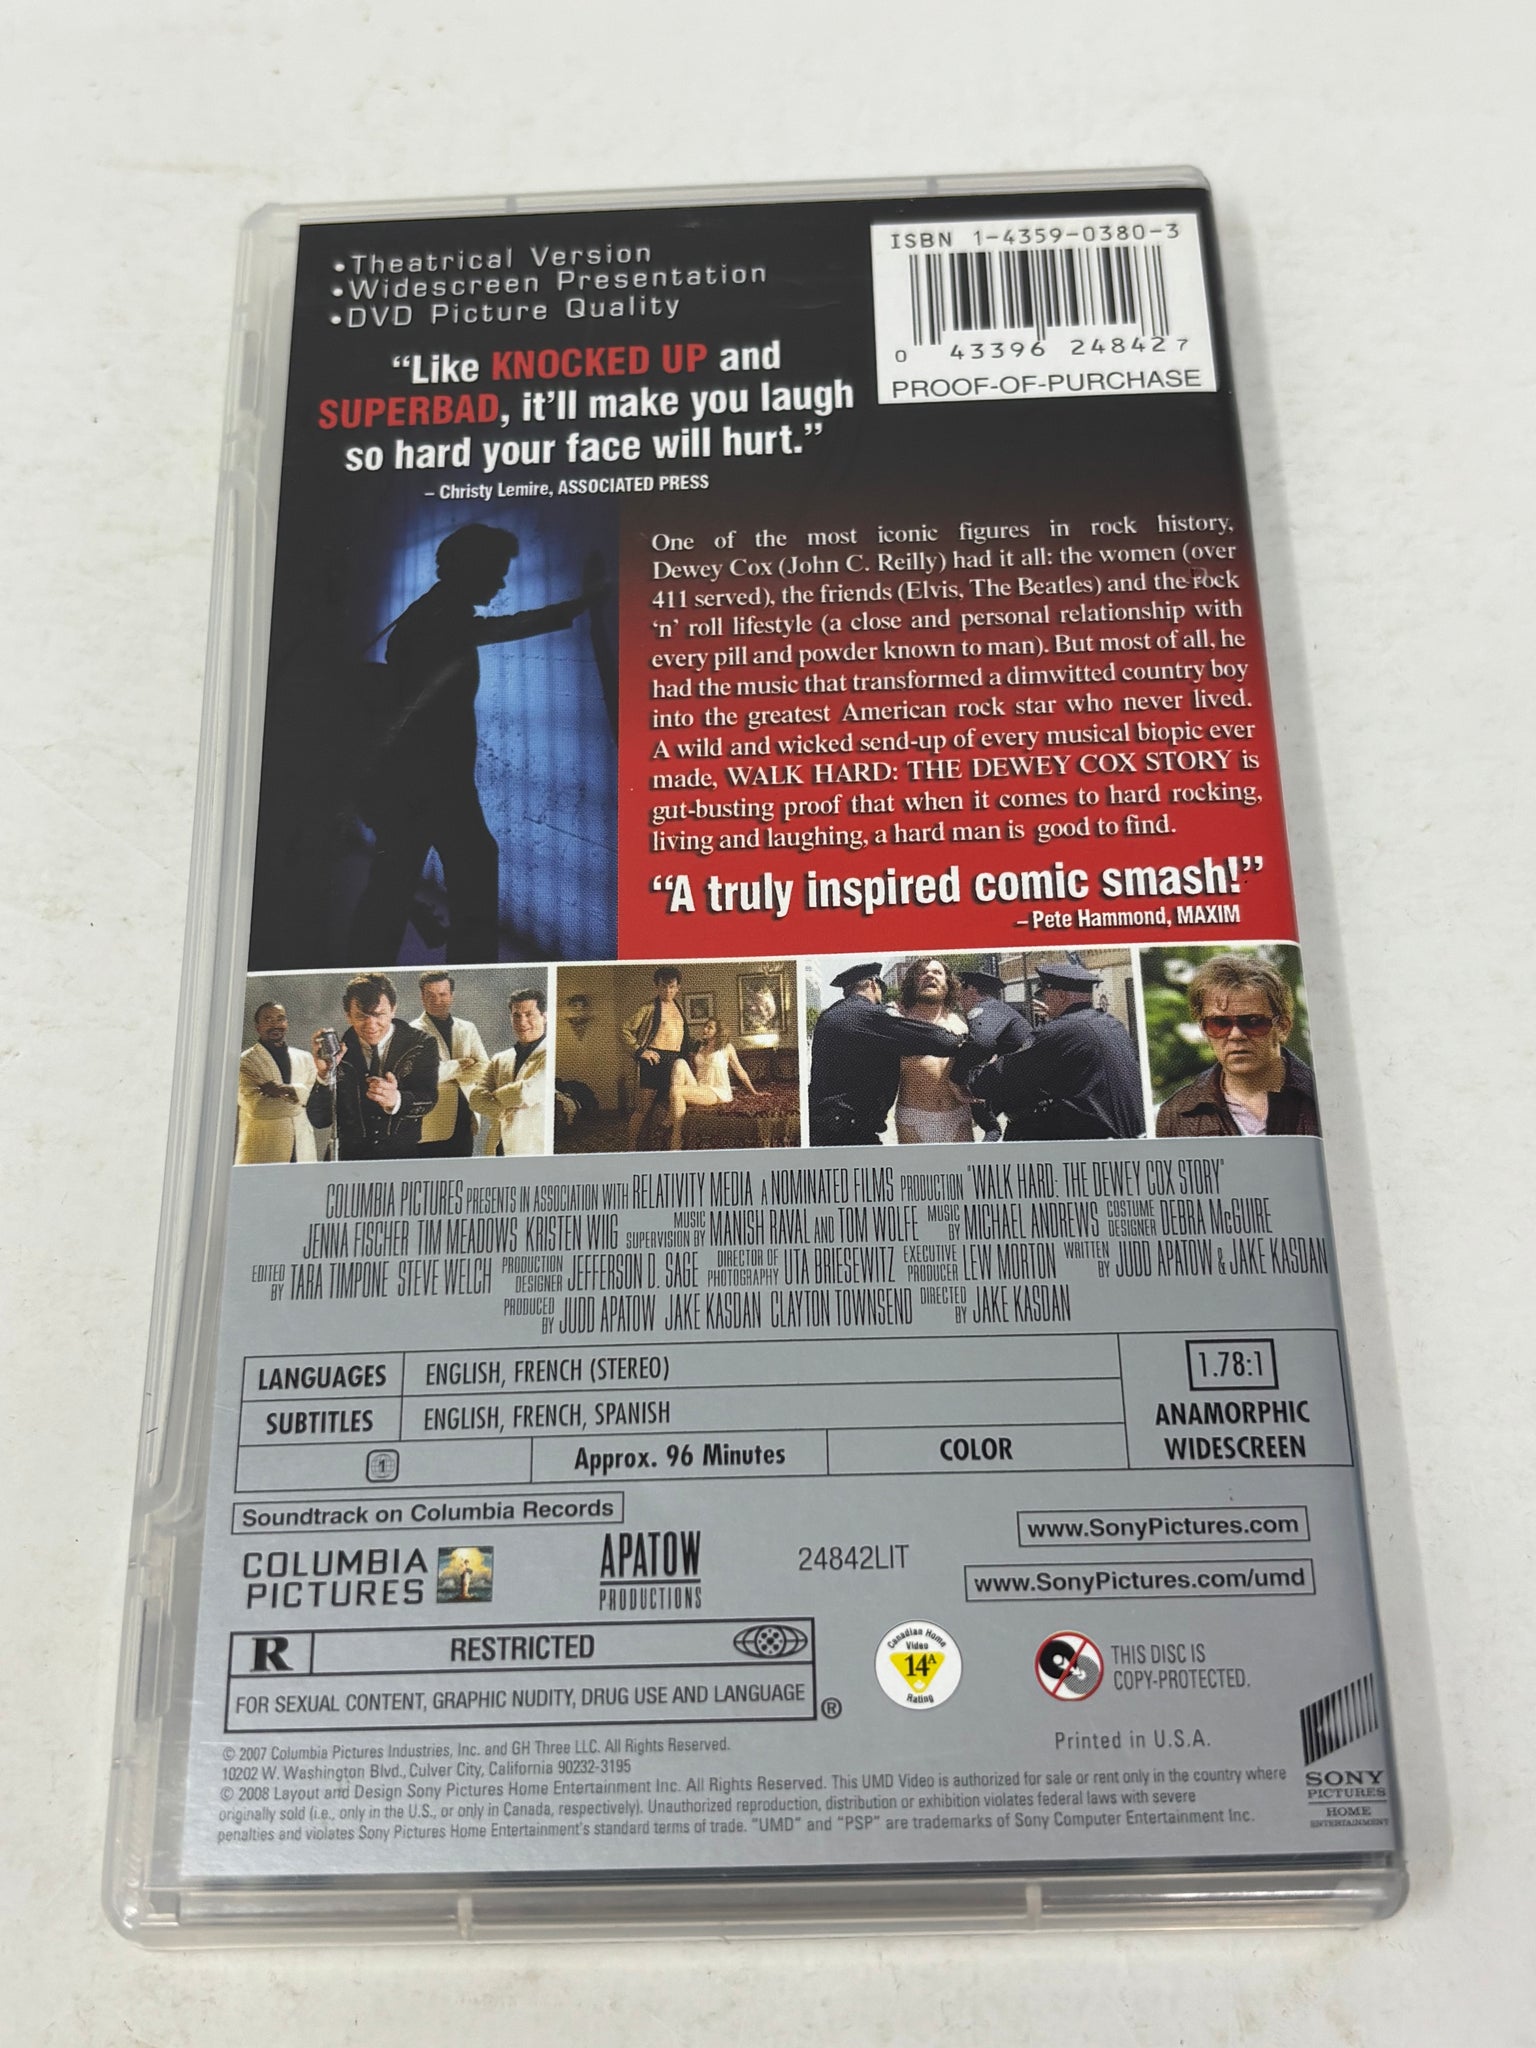 •Theatrical Version
•Widescreen Presentation
•DVD Picture Quality
ISBN 1-4359-0380-3
0 43396 24842 7
PROOF-OF-PURCHASE
“Like KNOCKED UP and
SUPERBAD, it’ll make you laugh
so hard your face will hurt.”
– Christy Lemire, ASSOCIATED PRESS
One of the most iconic figures in rock history,
Dewey Cox (John C. Reilly) had it all: the women (over
411 served), the friends (Elvis, The Beatles) and the rock
‘n’ roll lifestyle (a close and personal relationship with
every pill and powder known to man). But most of all, he
had the music that transformed a dimwitted country boy
into the greatest American rock star who never lived.
A wild and wicked send-up of every musical biopic ever
made, WALK HARD: THE DEWEY COX STORY is
gut-busting proof that when it comes to hard rocking,
living and laughing, a hard man is good to find.
“A truly inspired comic smash!”
– Pete Hammond, MAXIM
COLUMBIA PICTURES PRESENTS IN ASSOCIATION WITH RELATIVITY MEDIA A NOMINATED FILMS PRODUCTION "WALK HARD: THE DEWEY COX STORY"
JENNA FISCHER TIM MEADOWS KRISTEN WIIG MUSIC SUPERVISION BY MANISH RAVAL AND TOM WOLFE MUSIC BY MICHAEL ANDREWS COSTUME DESIGNER DEBRA McGUIRE
EDITED BY TARA TIMPONE STEVE WELCH PRODUCTION DESIGNER JEFFERSON D. SAGE DIRECTOR OF PHOTOGRAPHY UTA BRIESEWITZ EXECUTIVE PRODUCER LEW MORTON WRITTEN BY JUDD APATOW & JAKE KASDAN
PRODUCED BY JUDD APATOW JAKE KASDAN CLAYTON TOWNSEND DIRECTED BY JAKE KASDAN
LANGUAGES ENGLISH, FRENCH (STEREO)
SUBTITLES ENGLISH, FRENCH, SPANISH
1 Approx. 96 Minutes COLOR
1.78:1
ANAMORPHIC
WIDESCREEN
Soundtrack on Columbia Records
www.SonyPictures.com
COLUMBIA
PICTURES
APATOW
PRODUCTIONS
24842LIT
www.SonyPictures.com/umd
R RESTRICTED
FOR SEXUAL CONTENT, GRAPHIC NUDITY, DRUG USE AND LANGUAGE ®
Canadian Home
Video
14A
Rating
THIS DISC IS
COPY-PROTECTED.
Printed in U.S.A.
© 2007 Columbia Pictures Industries, Inc. and GH Three LLC. All Rights Reserved.
10202 W. Washington Blvd., Culver City, California 90232-3195
© 2008 Layout and Design Sony Pictures Home Entertainment Inc. All Rights Reserved. This UMD Video is authorized for sale or rent only in the country where
originally sold (i.e., only in the U.S., or only in Canada, respectively). Unauthorized reproduction, distribution or exhibition violates federal laws with severe
penalties and violates Sony Pictures Home Entertainment's standard terms of trade. "UMD" and "PSP" are trademarks of Sony Computer Entertainment Inc.
SONY
PICTURES
HOME
ENTERTAINMENT